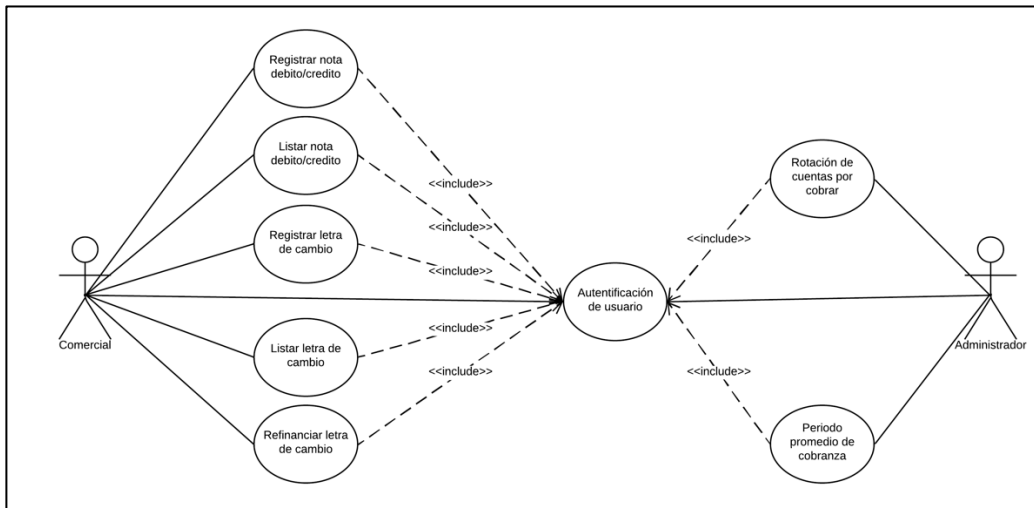 Registrar nota
debito/credito
Listar nota
debito/credito
<<include>>
Rotación de
cuentas por
cobrar
Registrar letra
de cambio
<<include>>
<<include>>
<<include>>
Autentificación
de usuario
Comercial
Listar letra de
cambio
<<include>>
Administrador
<<include>>
<<include>>
Refinanciar letra
de cambio
Periodo
promedio de
cobranza